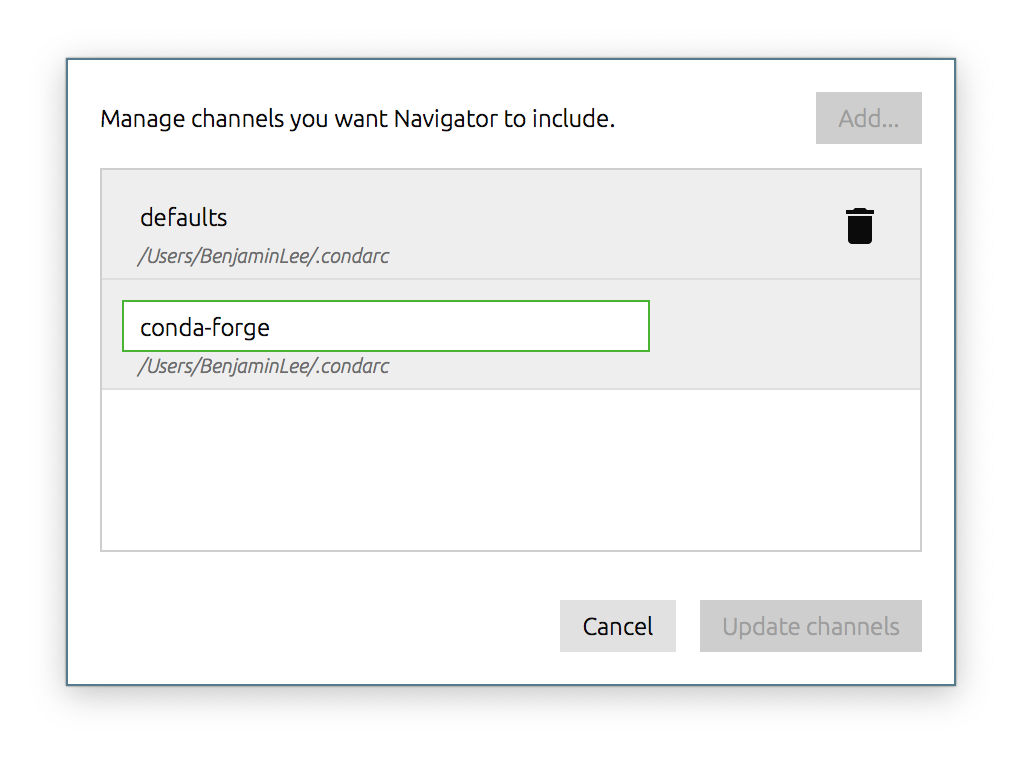 Manage channels you want Navigator to include.
Add...
defaults
/Users/BenjaminLee/.condarc
conda-forge
/Users/BenjaminLee/.condarc
Cancel
Update channels